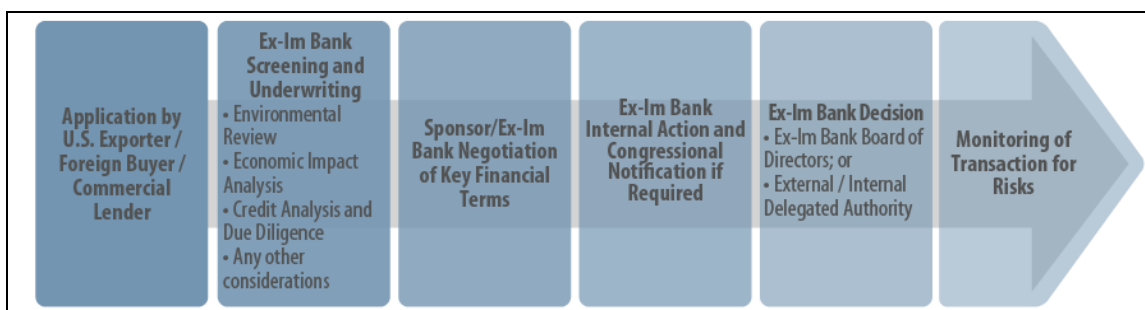 Application by
U.S. Exporter /
Foreign Buyer /
Commercial
Lender
Ex-Im Bank
Screening and
Underwriting
• Environmental
Review
• Economic Impact
Analysis
• Credit Analysis and
Due Diligence
• Any other
considerations
Sponsor/Ex-Im
Bank Negotiation
of Key Financial
Terms
Ex-Im Bank
Internal Action and
Congressional
Notification if
Required
Ex-Im Bank Decision
• Ex-Im Bank Board of
Directors; or
• External / Internal
Delegated Authority
Monitoring of
Transaction for
Risks